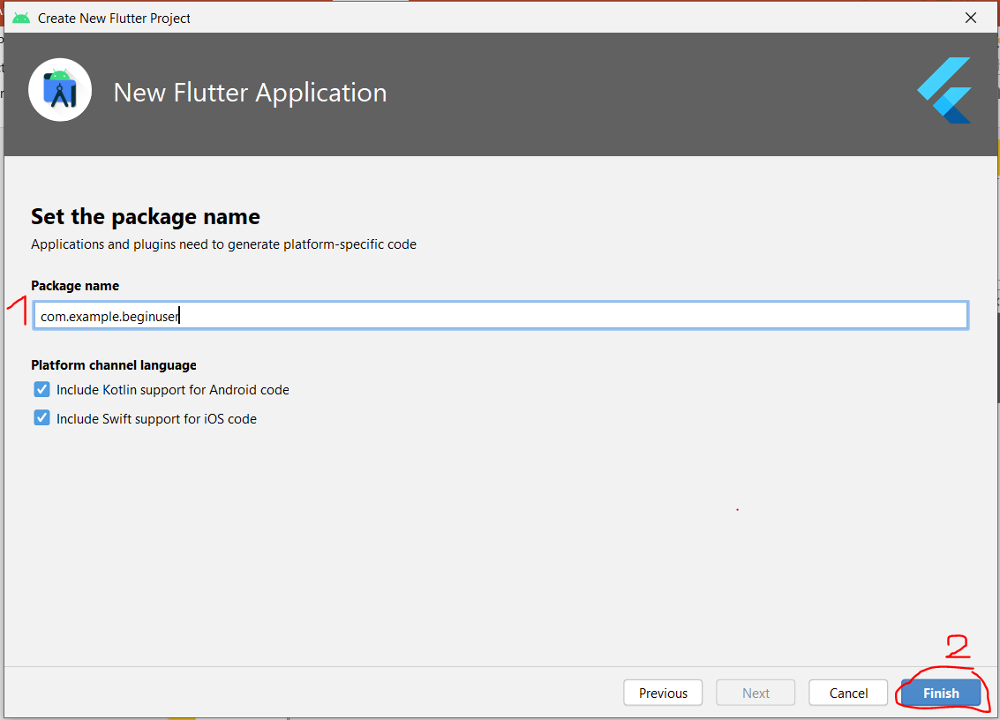 Create New Flutter Project
New Flutter Application
Set the package name
Applications and plugins need to generate platform-specific code
Package name
1
com.example.beginuser
Platform channel language
Include Kotlin support for Android code
Include Swift support for iOS code
2
Previous
Next
Cancel
Finish